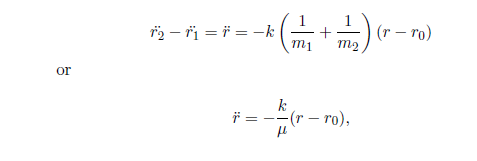 r̈₂ − r̈₁ = r̈ = −k (1/m₁ + 1/m₂) (r − r₀)
or
r̈ = −k/μ (r − r₀),